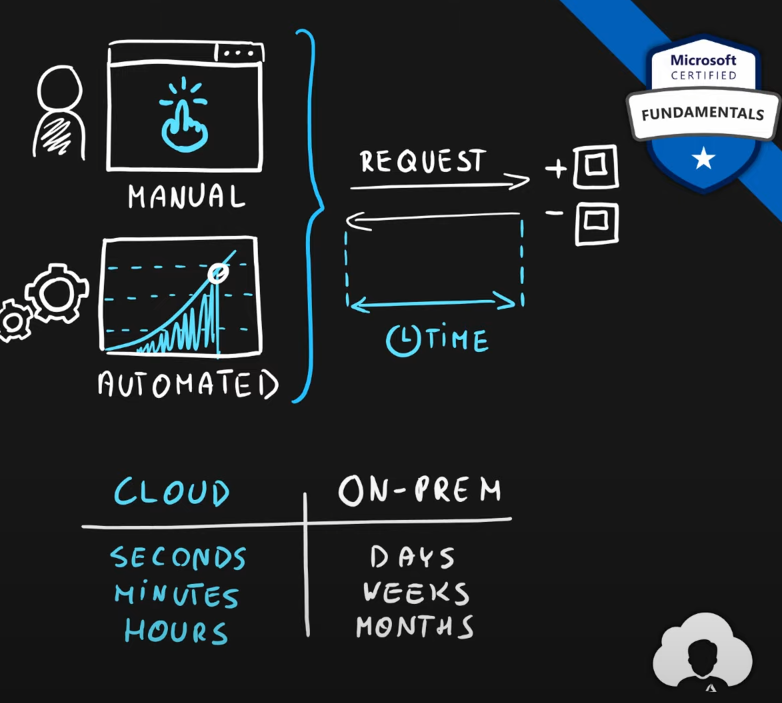 Microsoft
CERTIFIED
FUNDAMENTALS
MANUAL
REQUEST
+
-
TiME
AUTOMATED
CLOUD
ON-PREM
SECONDS
DAYS
MiNUTES
WEEKS
HOURS
MONTHS